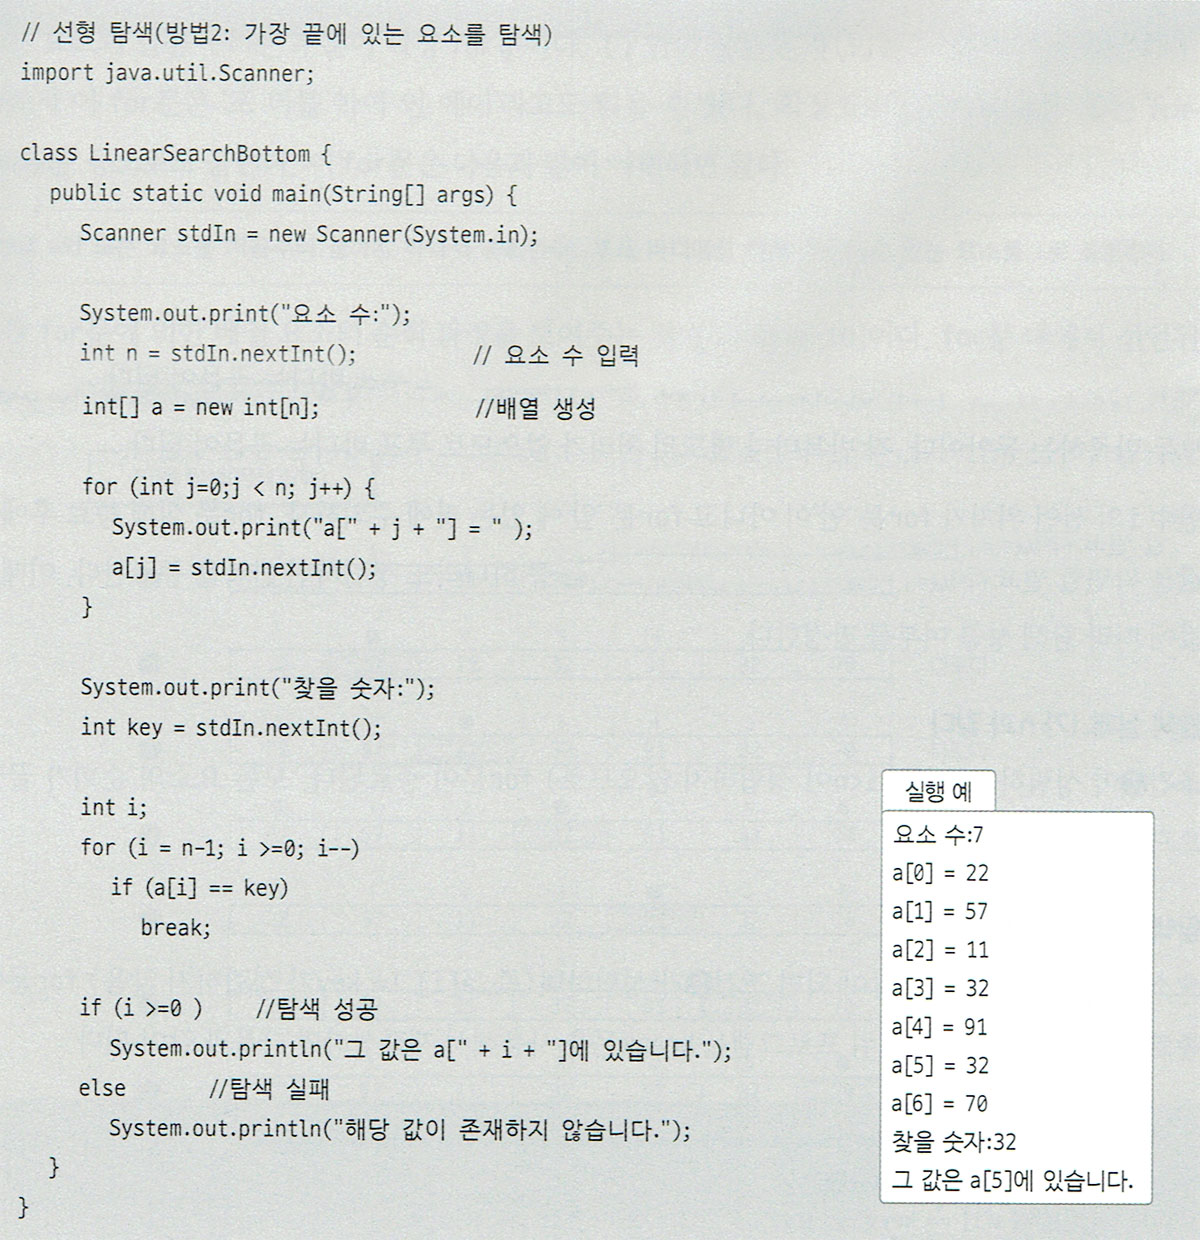 // 선형 탐색(방법2: 가장 끝에 있는 요소를 탐색)
import java.util.Scanner;
class LinearSearchBottom {
public static void main(String[] args) {
Scanner stdIn = new Scanner(System.in);
System.out.print("요소 수:");
int n = stdIn.nextInt(); // 요소 수 입력
int[] a = new int[n]; //배열 생성
for (int j=0;j < n; j++) {
System.out.print("a[" + j + "] = " );
a[j] = stdIn.nextInt();
}
System.out.print("찾을 숫자:");
int key = stdIn.nextInt();
int i;
for (i = n-1; i >=0; i--)
if (a[i] == key)
break;
if (i >=0 ) //탐색 성공
System.out.println("그 값은 a[" + i + "]에 있습니다.");
else //탐색 실패
System.out.println("해당 값이 존재하지 않습니다.");
}
}
실행 예
요소 수:7
a[0] = 22
a[1] = 57
a[2] = 11
a[3] = 32
a[4] = 91
a[5] = 32
a[6] = 70
찾을 숫자:32
그 값은 a[5]에 있습니다.